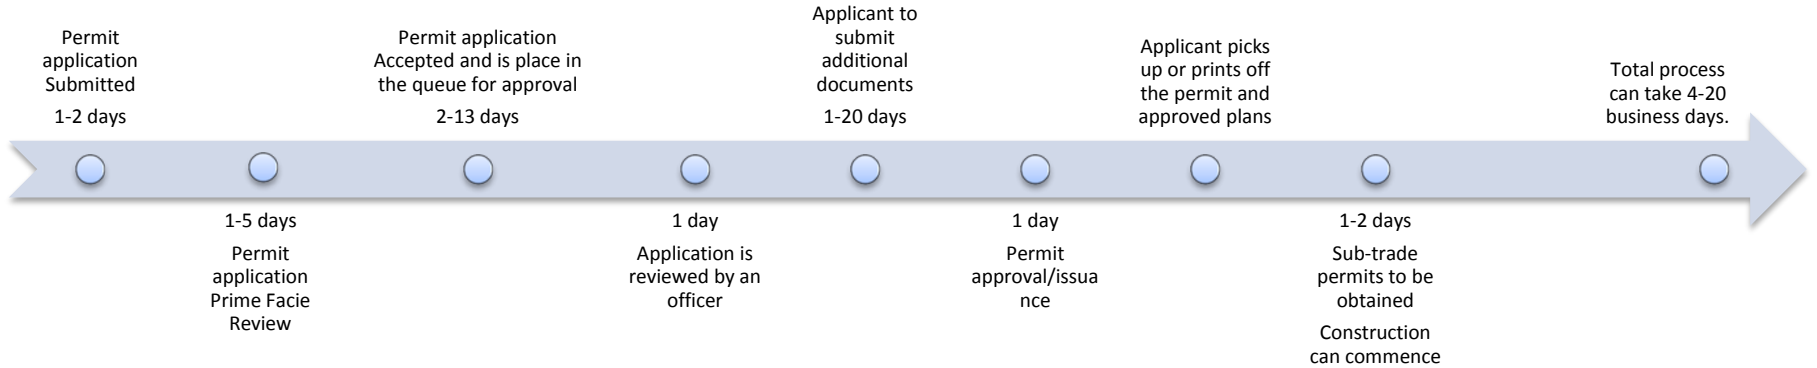 Permit
application
Submitted
1-2 days
1-5 days
Permit
application
Prime Facie
Review
Permit application
Accepted and is place in
the queue for approval
2-13 days
1 day
Application is
reviewed by an
officer
Applicant to
submit
additional
documents
1-20 days
1 day
Permit
approval/issua
nce
Applicant picks
up or prints off
the permit and
approved plans
1-2 days
Sub-trade
permits to be
obtained
Construction
can commence
Total process
can take 4-20
business days.